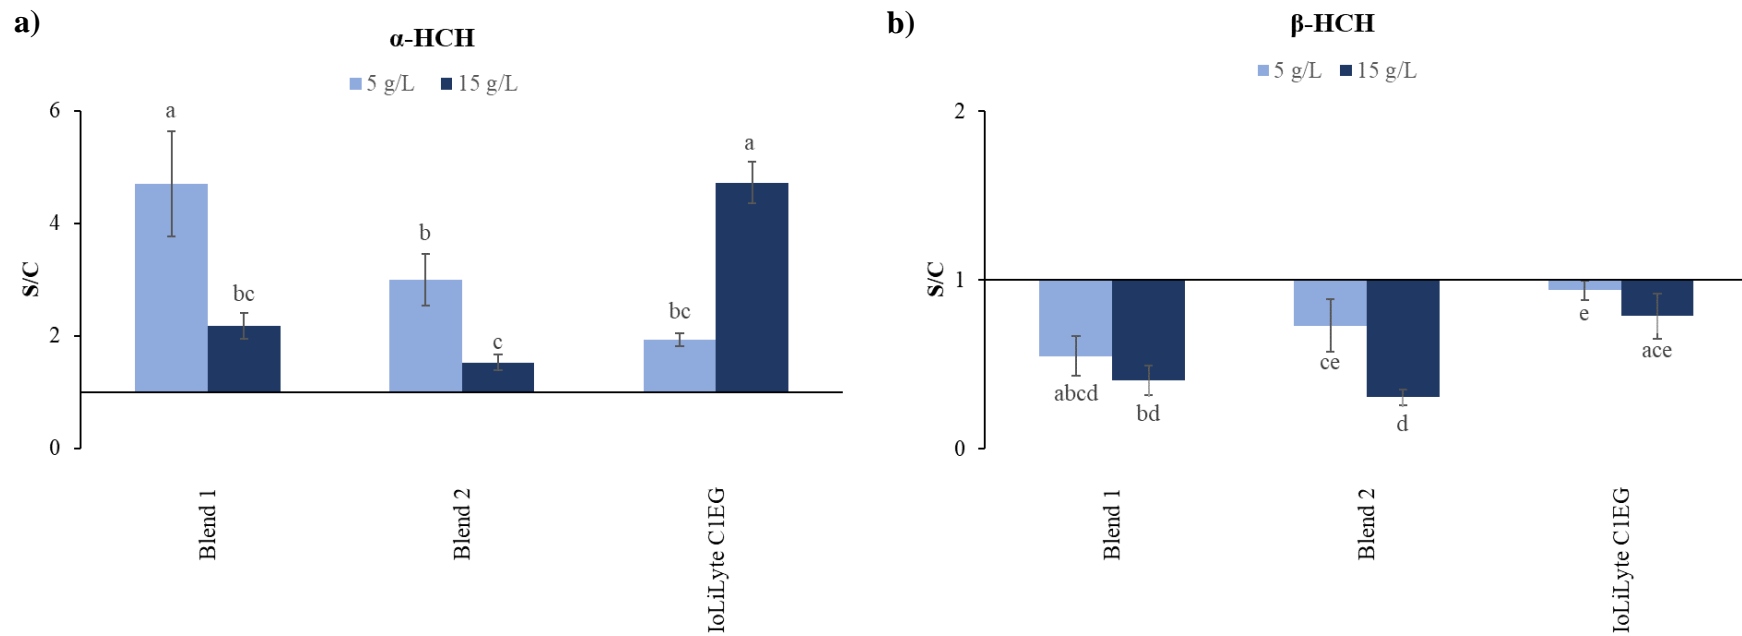 a)
α-HCH
5 g/L 15 g/L
6
4
2
0
S/C
a
bc
b
c
bc
a
Blend 1
Blend 2
IoLiLyte C1EG
b)
β-HCH
5 g/L 15 g/L
2
1
0
S/C
abcd
bd
ce
d
e
ace
Blend 1
Blend 2
IoLiLyte C1EG